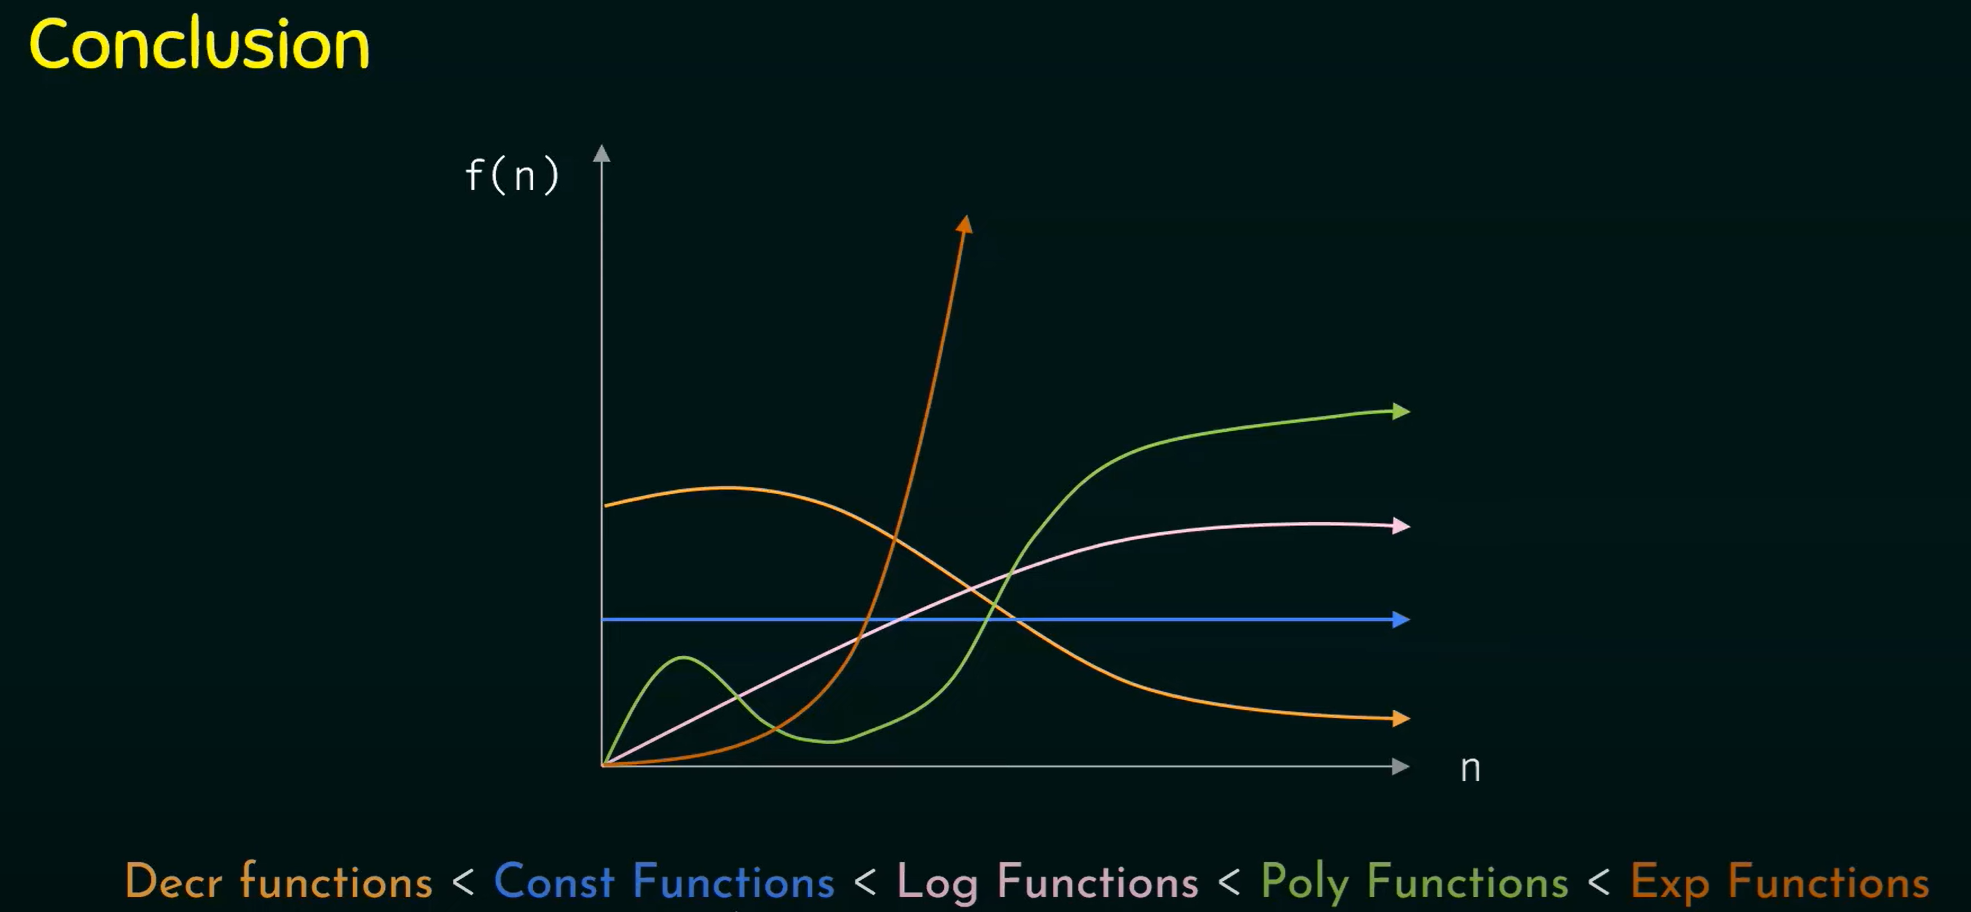 Conclusion
f(n)
n
Decr functions < Const Functions < Log Functions < Poly Functions < Exp Functions